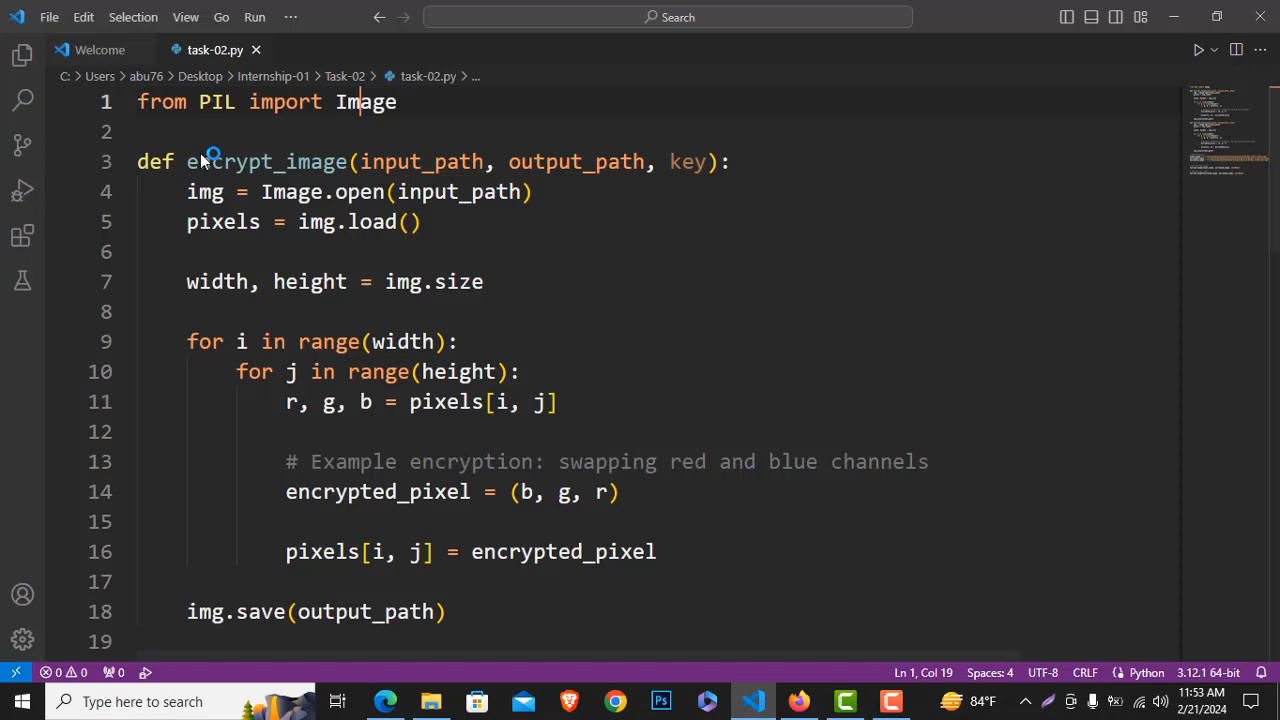 File Edit Selection View Go Run ··· Search
Welcome task-02.py
C: > Users > abu76 > Desktop > Internship-01 > Task-02 > task-02.py > ...
1 from PIL import Image
2
3 def encrypt_image(input_path, output_path, key):
4 img = Image.open(input_path)
5 pixels = img.load()
6
7 width, height = img.size
8
9 for i in range(width):
10 for j in range(height):
11 r, g, b = pixels[i, j]
12
13 # Example encryption: swapping red and blue channels
14 encrypted_pixel = (b, g, r)
15
16 pixels[i, j] = encrypted_pixel
17
18 img.save(output_path)
19
0 0 0 Ln 1, Col 19 Spaces: 4 UTF-8 CRLF Python 3.12.1 64-bit
Type here to search Ps 84°F 11:53 AM
2/21/2024